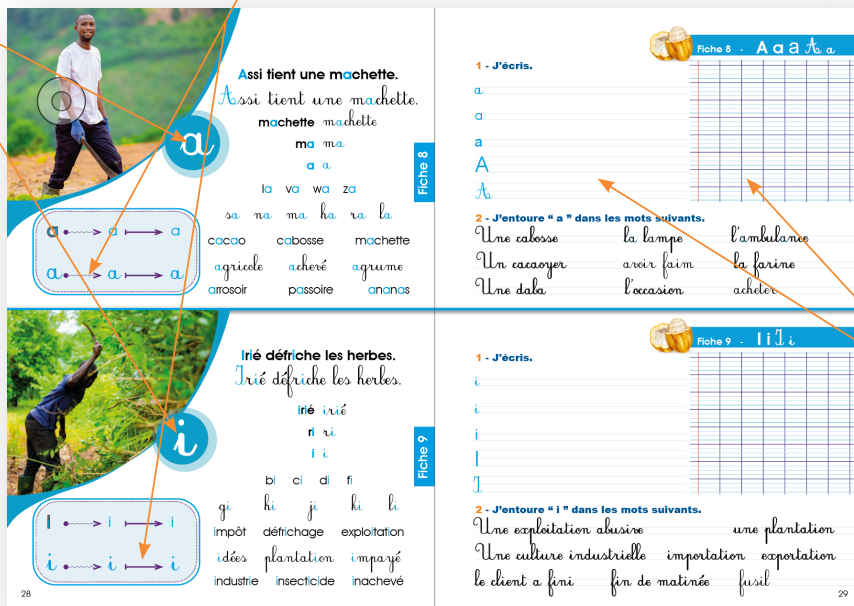 Assi tient une machette.
Assi tient une machette.
machette machette
ma ma
a a
la va wa za
sa na ma ha ra la
cacao cabosse machette
agricole achevé agrume
arrosoir passoire ananas
a
a a a
a a a
Fiche 8
Irié défriche les herbes.
Irié défriche les herbes.
irié irié
ri ri
i i
bi ci di fi
gi hi ji ki li
impôt défrichage exploitation
idées plantation impayé
industrie insecticide inachevé
i
i i i
i i i
Fiche 9
28
Fiche 8 - A a a A a
1 - J'écris.
a
a
a
A
A
2 - J'entoure " a " dans les mots suivants.
Une cabosse la lampe l'ambulance
Un cacaoyer avoir faim la farine
Une daba l'occasion acheter
Fiche 9 - I i I i
1 - J'écris.
i
i
i
I
I
2 - J'entoure " i " dans les mots suivants.
Une exploitation abusive une plantation
Une culture industrielle importation exportation
le client a fini fin de matinée fusil
29